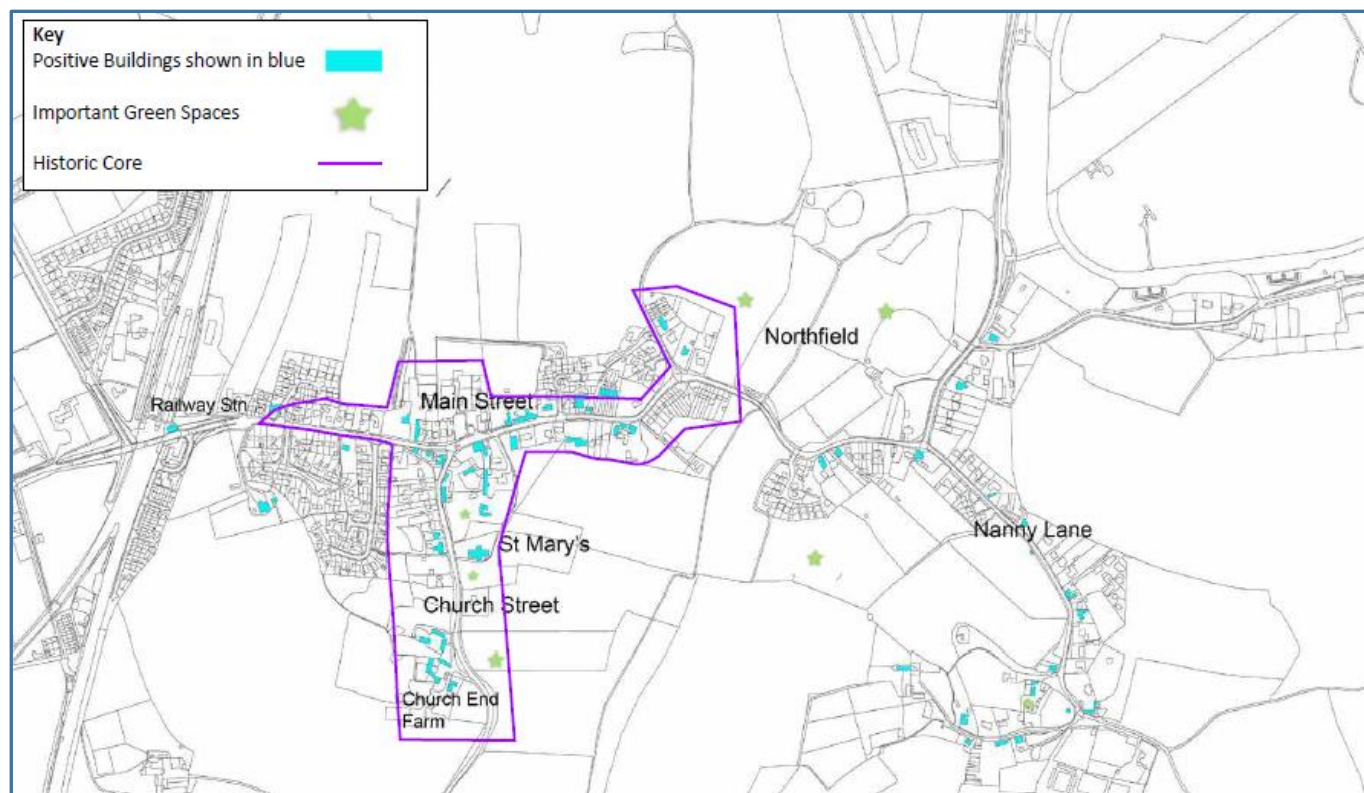 Key
Positive Buildings shown in blue
Important Green Spaces
Historic Core
Northfield
Railway Stn
Main Street
Nanny Lane
St Mary's
Church Street
Church End
Farm